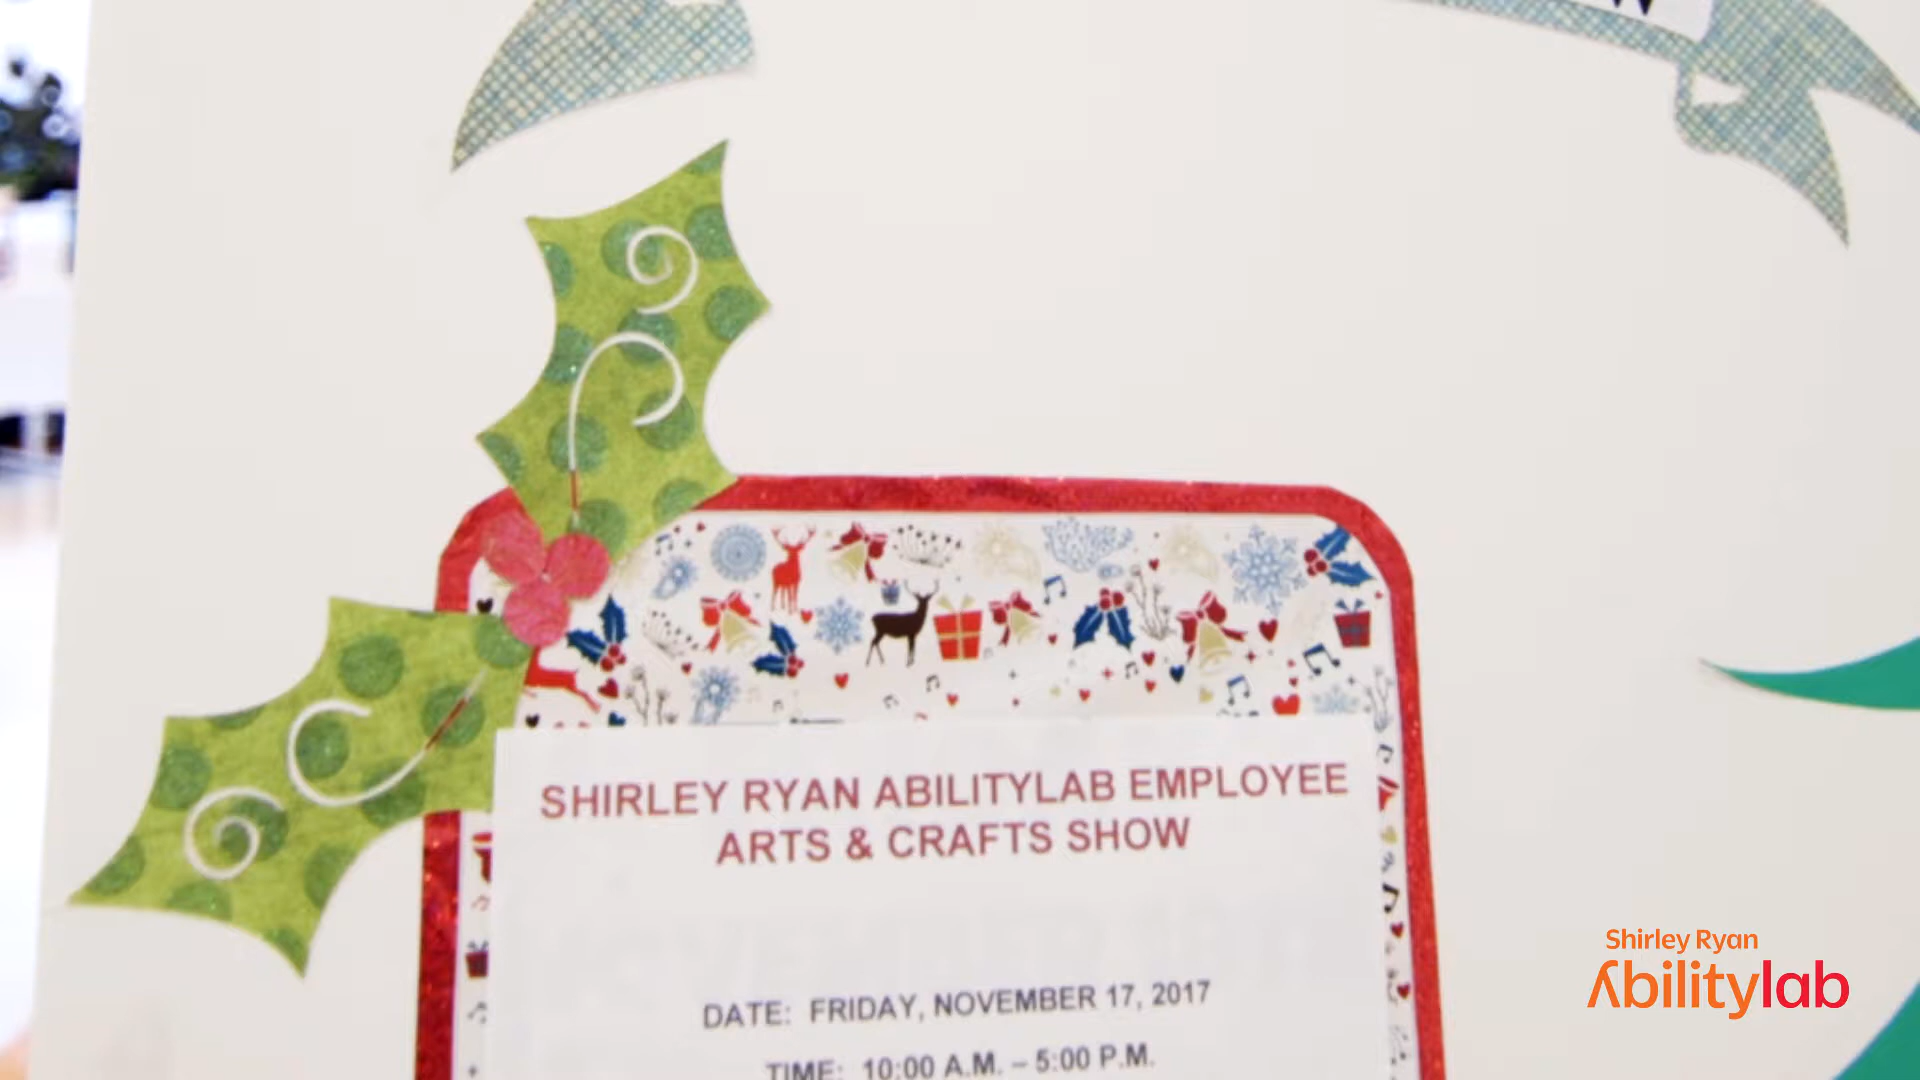 SHIRLEY RYAN ABILITYLAB EMPLOYEE
ARTS & CRAFTS SHOW
DATE: FRIDAY, NOVEMBER 17, 2017
TIME: 10:00 A.M. – 5:00 P.M.
Shirley Ryan
Abilitylab